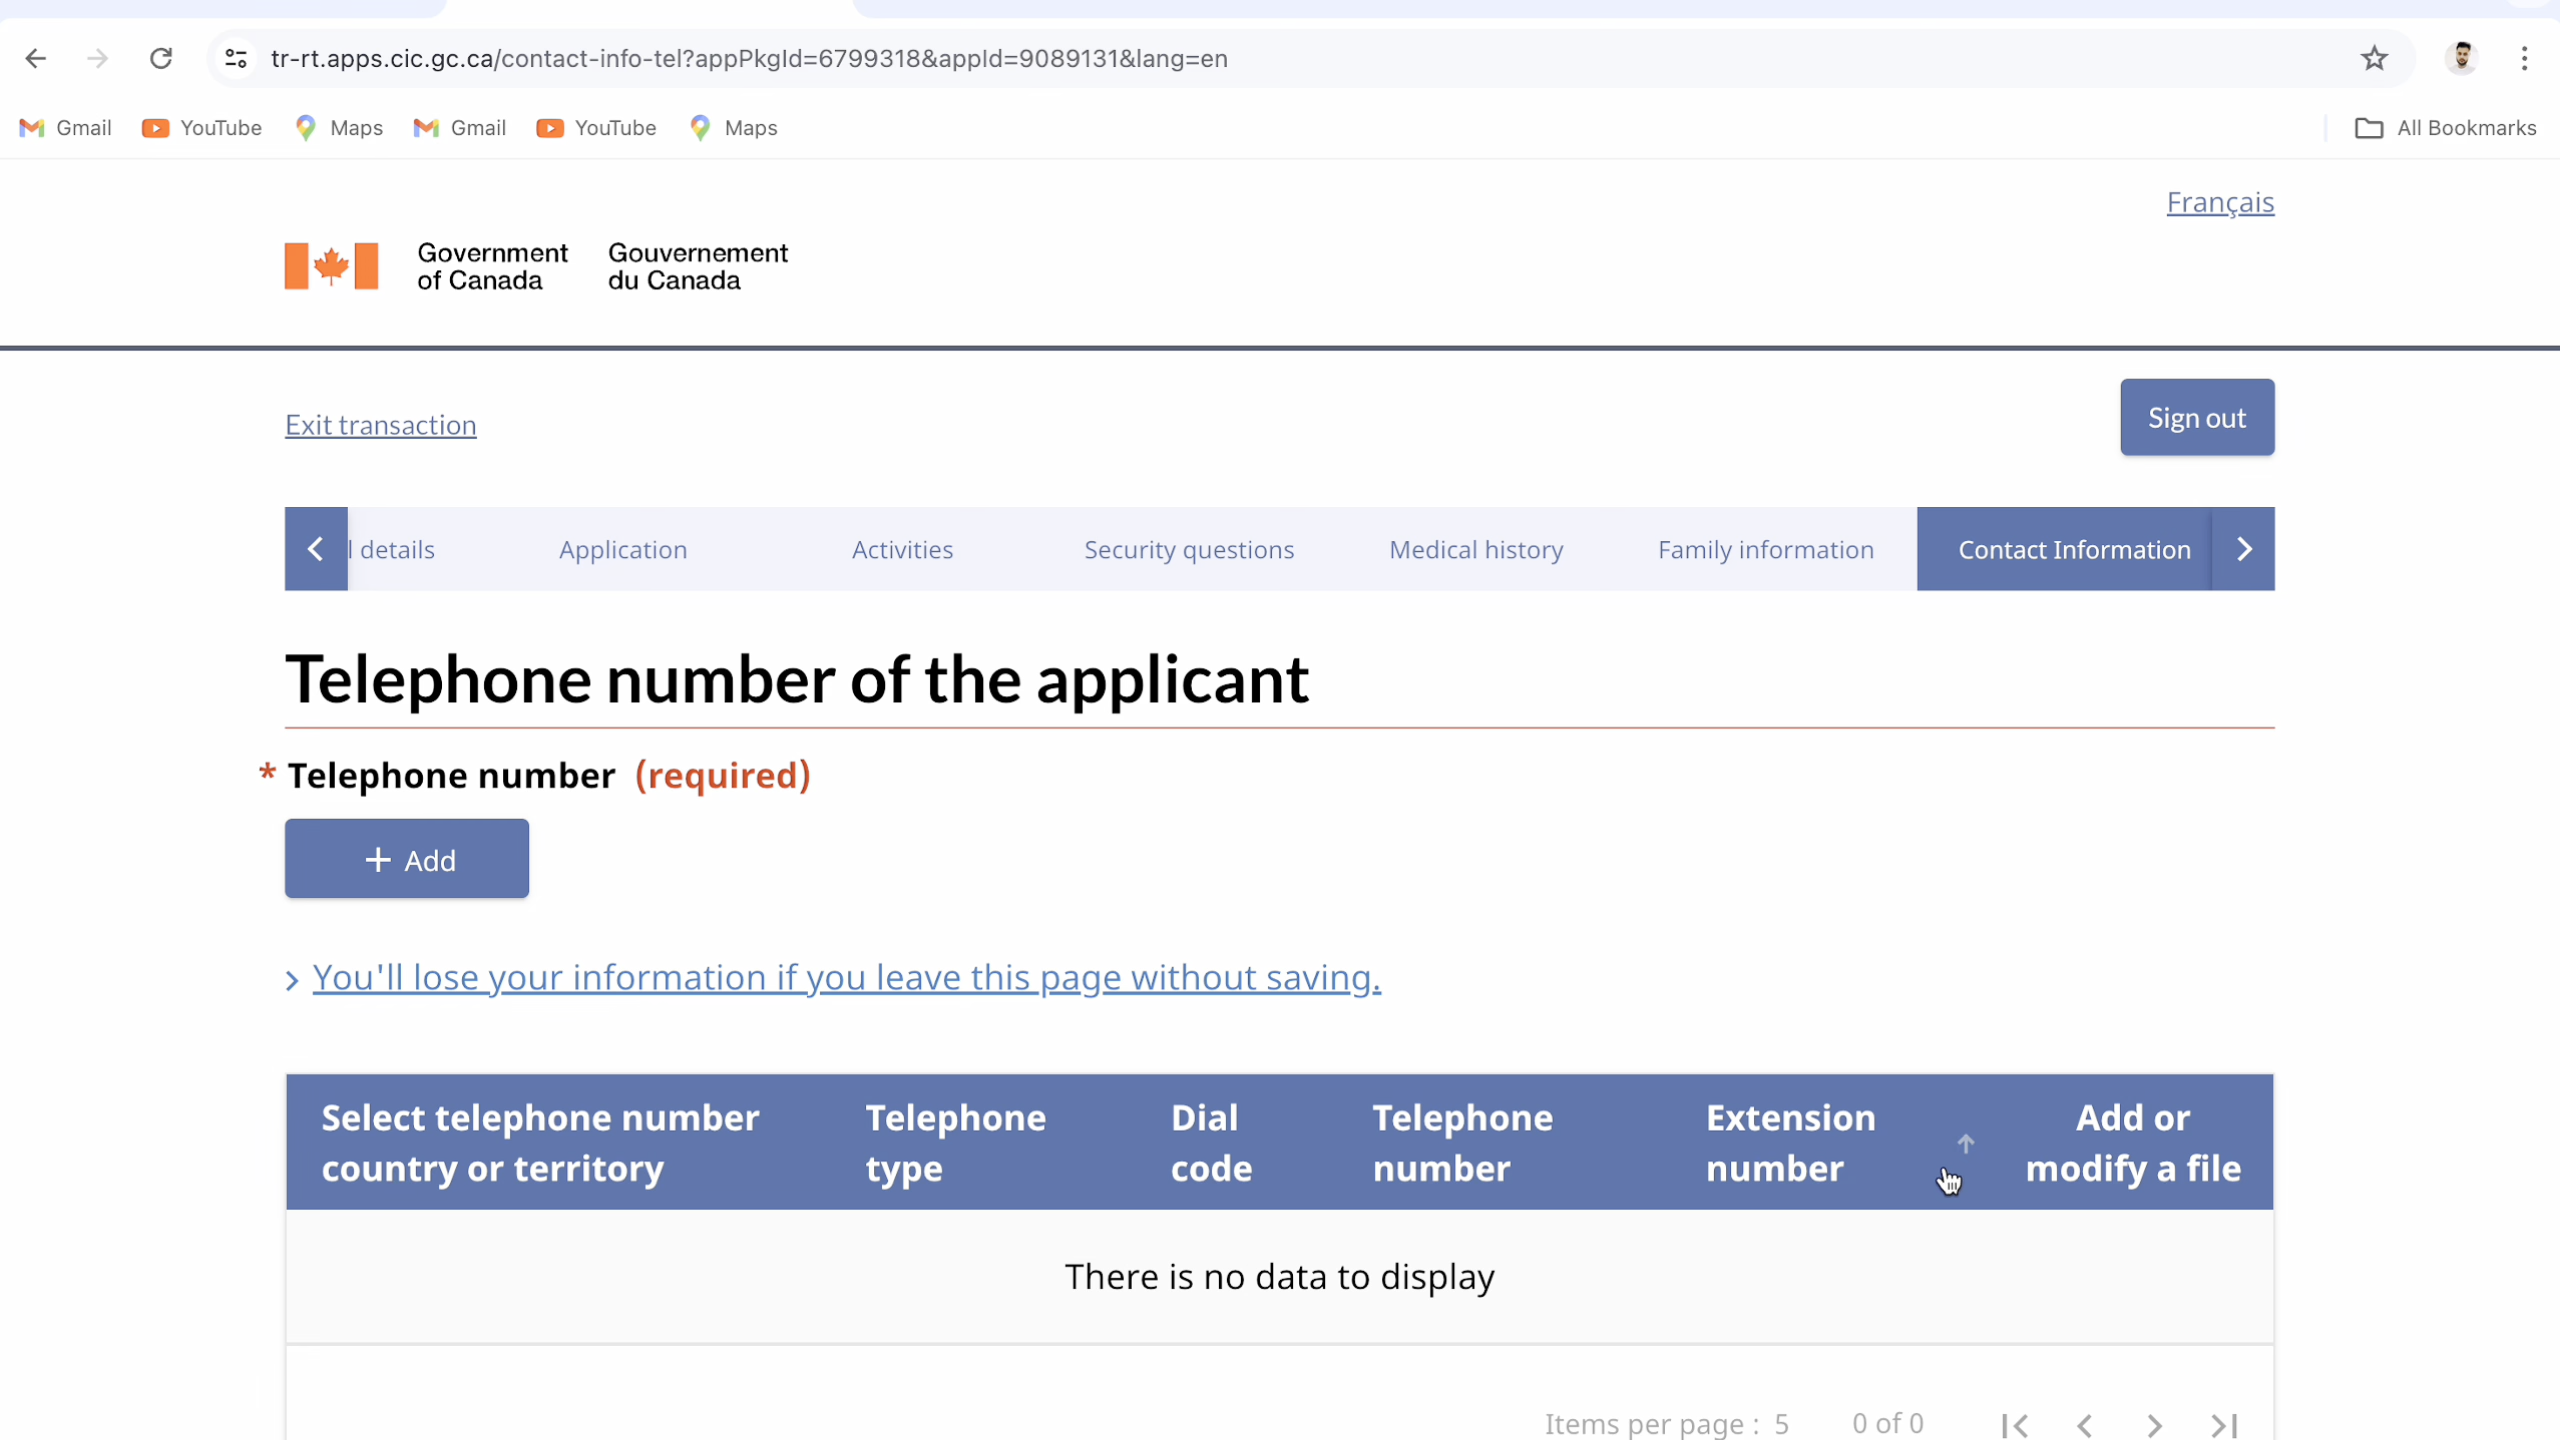 tr-rt.apps.cic.gc.ca/contact-info-tel?appPkgId=6799318&appId=9089131&lang=en
Gmail YouTube Maps Gmail YouTube Maps All Bookmarks
Français
Government Gouvernement
of Canada du Canada
Exit transaction
Sign out
l details Application Activities Security questions Medical history Family information Contact Information
Telephone number of the applicant
* Telephone number (required)
+ Add
You'll lose your information if you leave this page without saving.
Select telephone number Telephone Dial Telephone Extension Add or
country or territory type code number number modify a file
There is no data to display
Items per page : 5 0 of 0